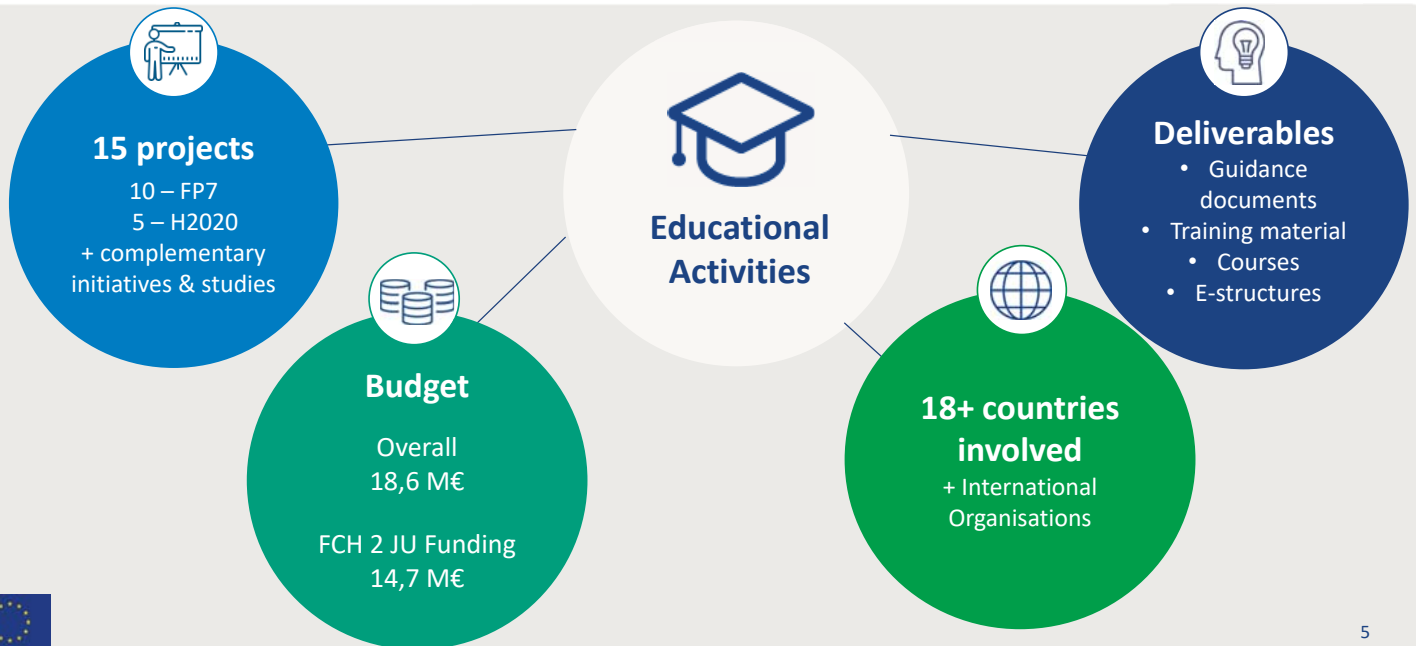 15 projects
10 – FP7
5 – H2020
+ complementary
initiatives & studies
Budget
Overall
18,6 M€
FCH 2 JU Funding
14,7 M€
Educational
Activities
18+ countries
involved
+ International
Organisations
Deliverables
• Guidance
documents
• Training material
• Courses
• E-structures
5